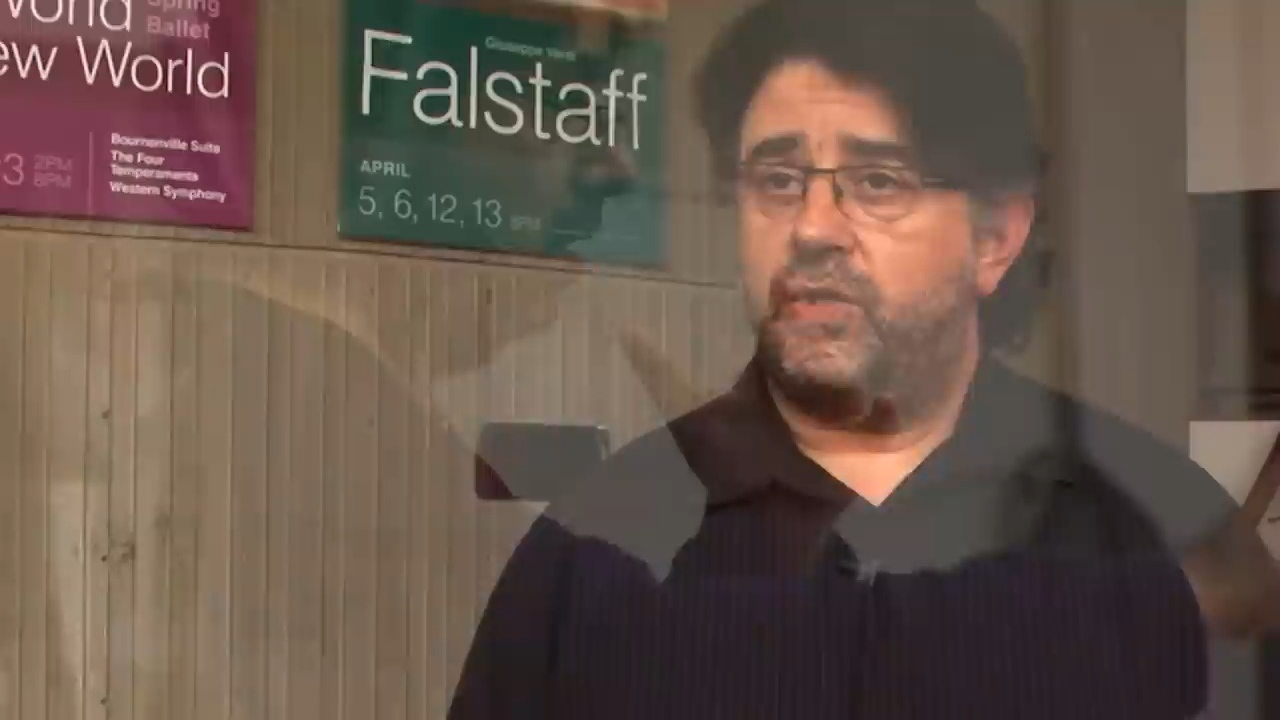 World
Spring
Ballet
ew World
3 2PM
8PM
Bournonville Suite
The Four
Temperaments
Western Symphony
Giuseppe Verdi
Falstaff
APRIL
5, 6, 12, 13 8PM